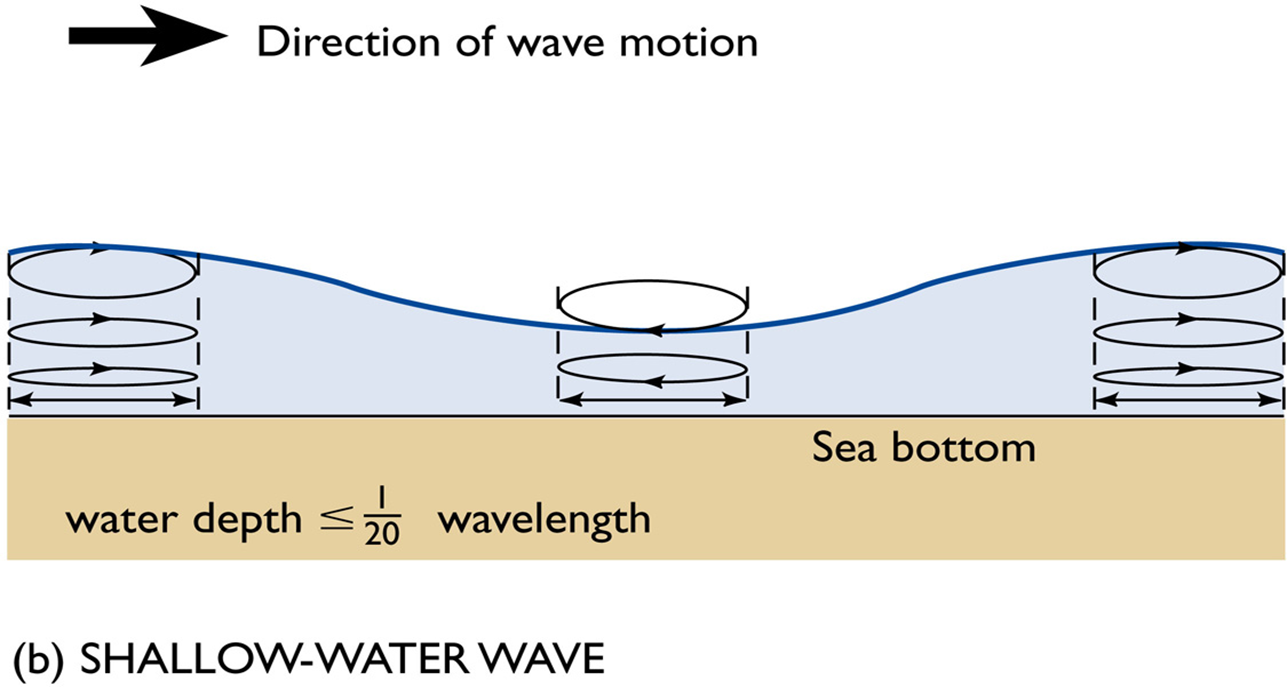 Direction of wave motion
Sea bottom
water depth ≤ 1/20 wavelength
(b) SHALLOW-WATER WAVE